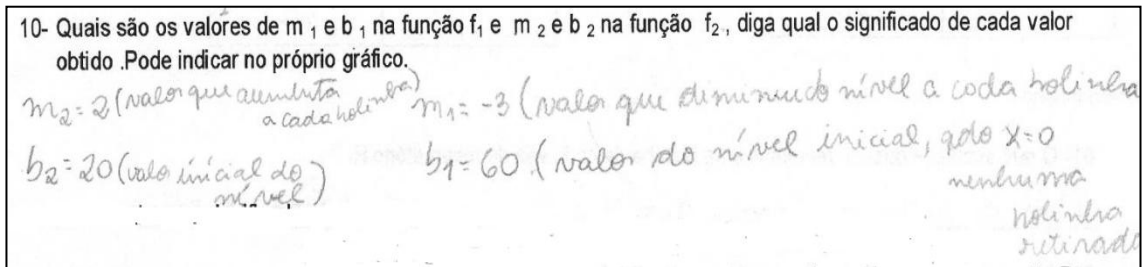 10- Quais são os valores de m 1 e b 1 na função f1 e m 2 e b 2 na função f2 , diga qual o significado de cada valor
obtido .Pode indicar no próprio gráfico.
m2 = 2 (valor que aumenta
a cada bolinha)
b2 = 20 (valor inicial do
nível)
m1 = -3 (valor que diminuido nível a cada bolinha
b1 = 60 (valor do nível inicial, qdo x=0
nenhuma
bolinha
retirada